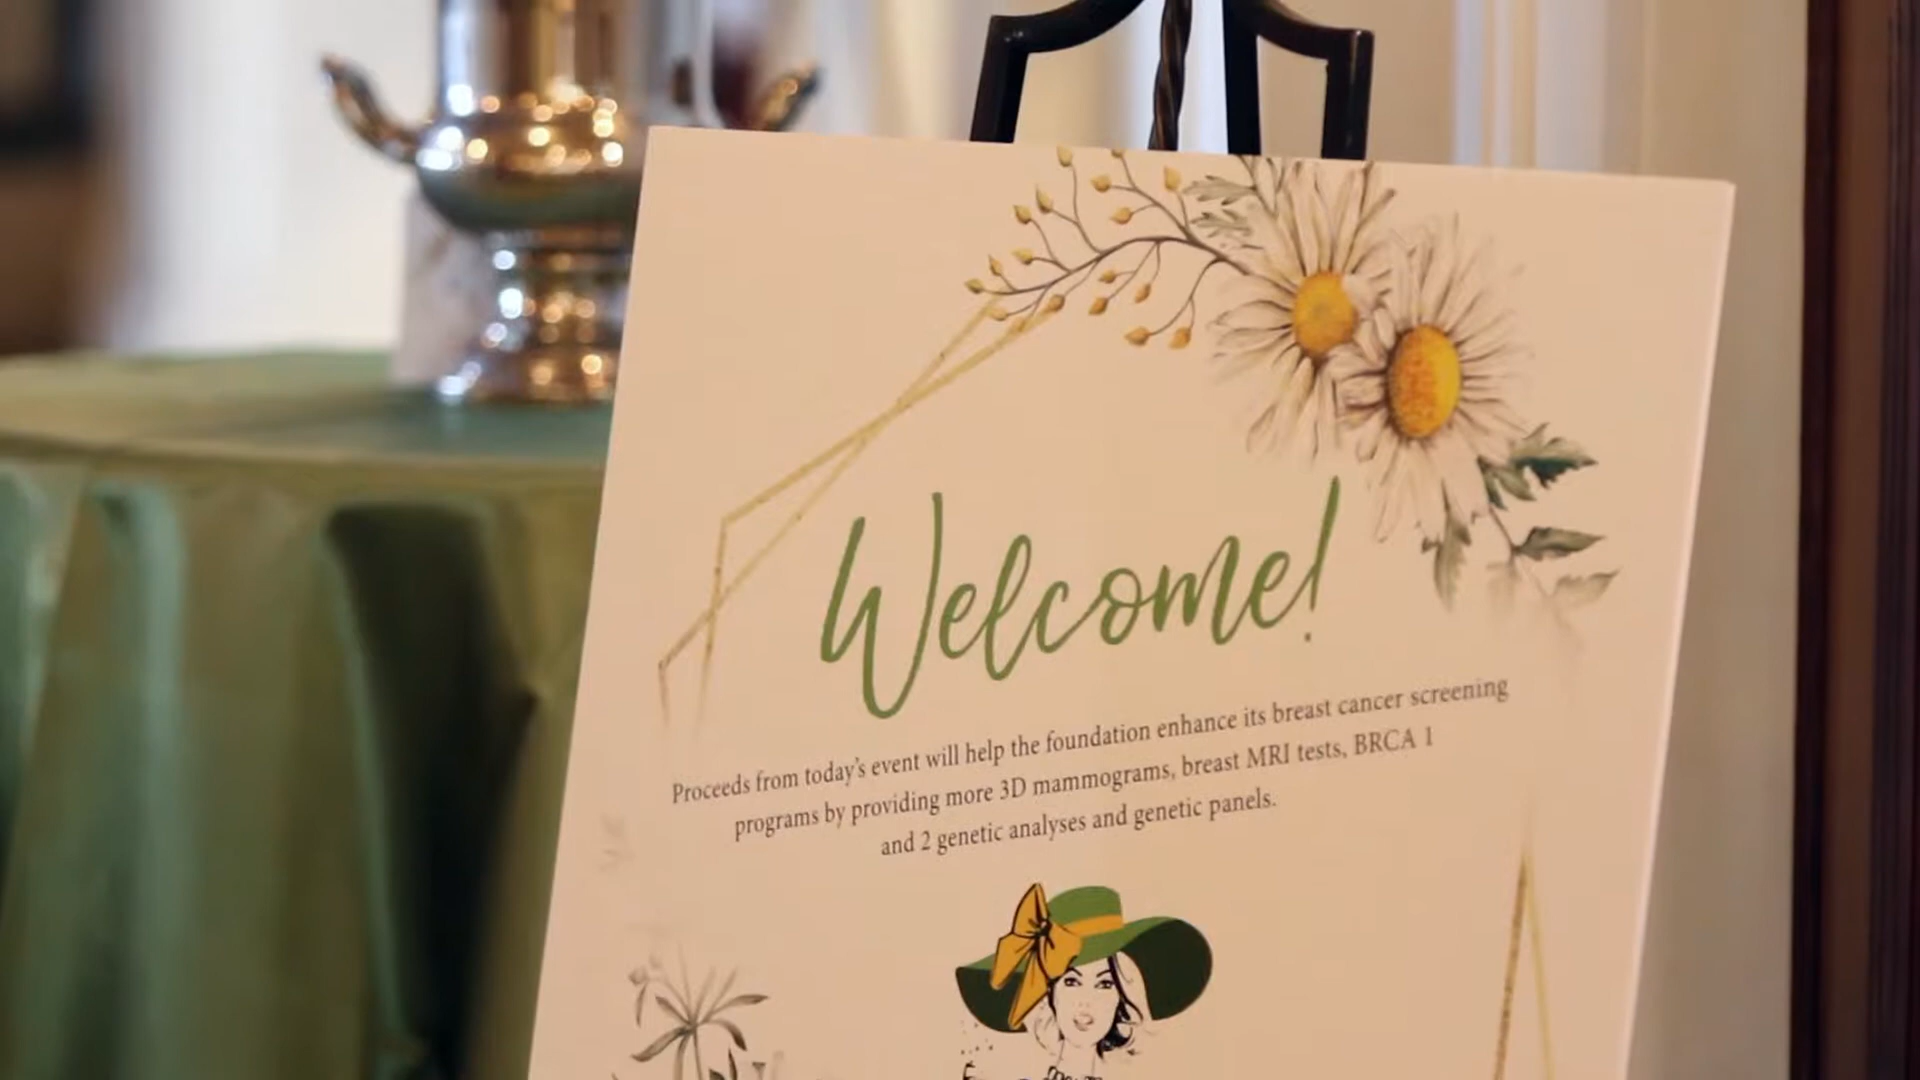 Welcome!
Proceeds from today's event will help the foundation enhance its breast cancer screening
programs by providing more 3D mammograms, breast MRI tests, BRCA 1
and 2 genetic analyses and genetic panels.